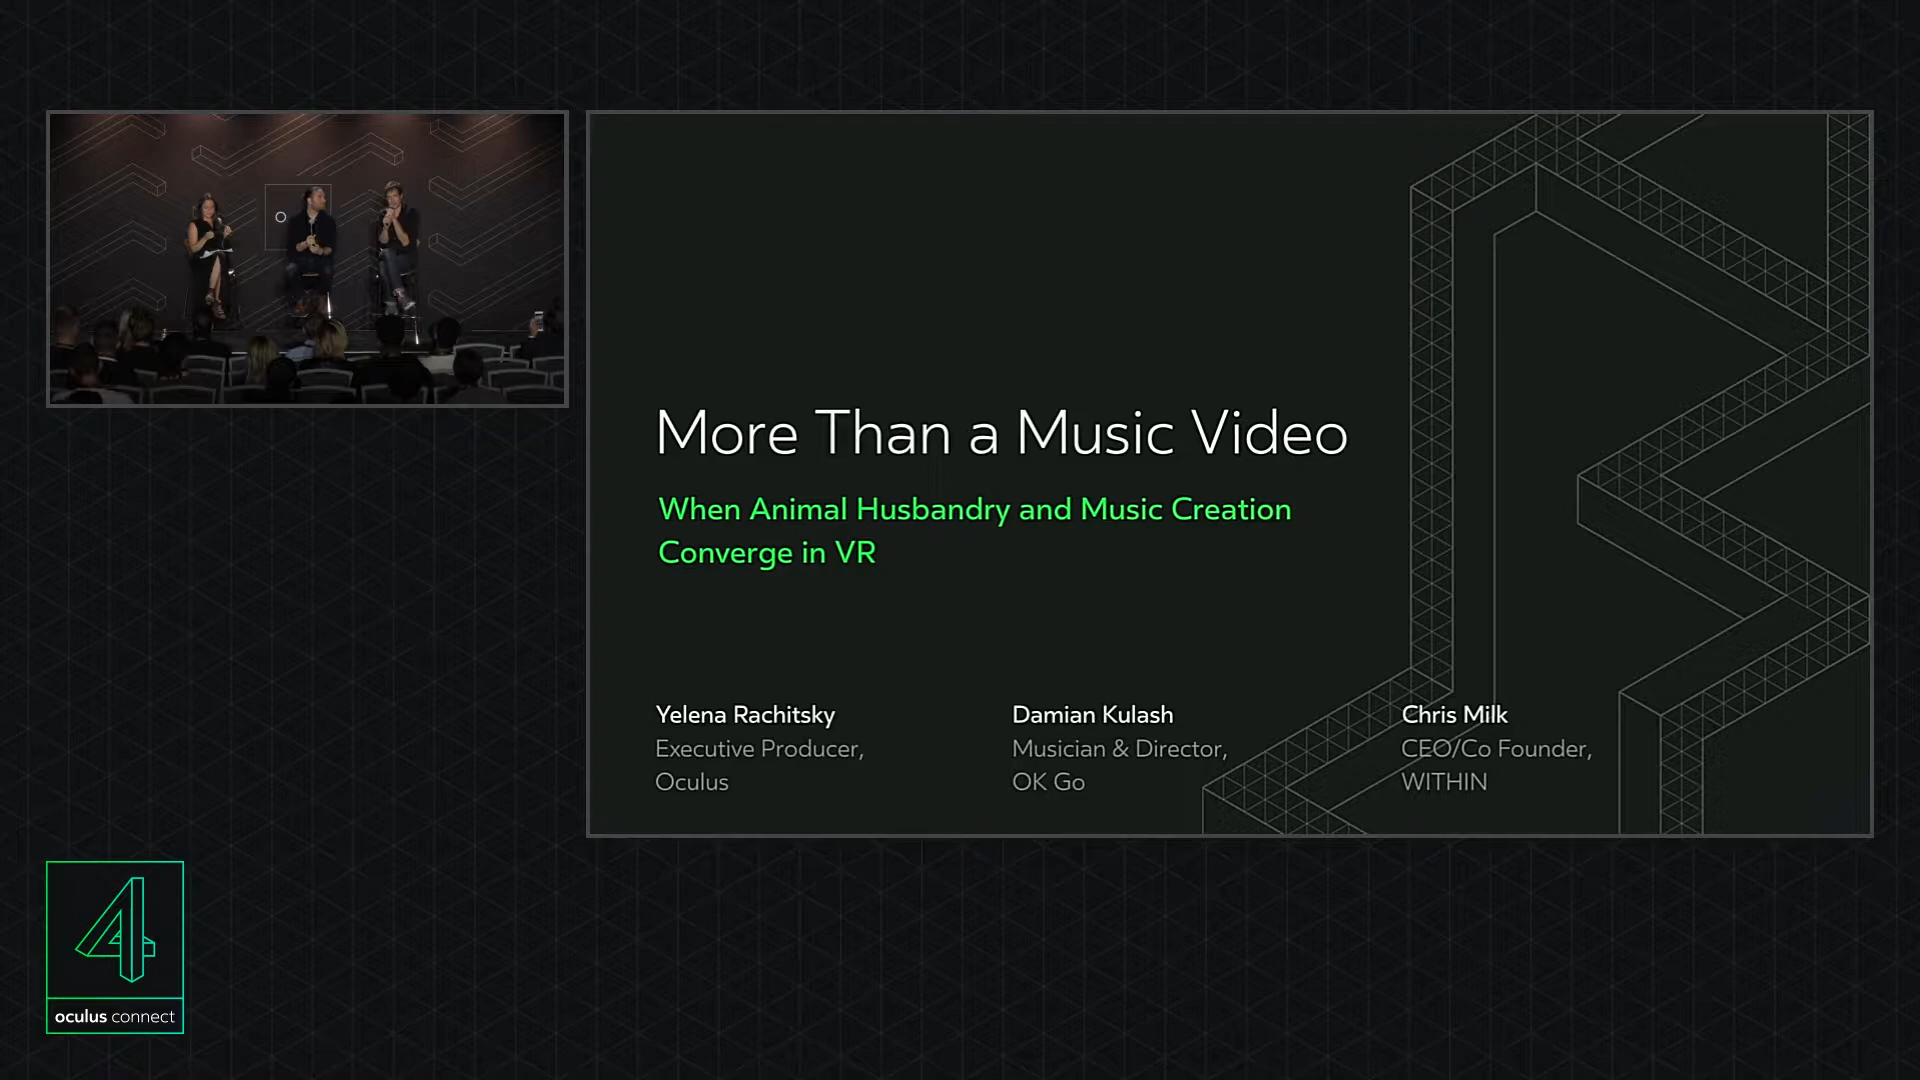 More Than a Music Video
When Animal Husbandry and Music Creation
Converge in VR
Yelena Rachitsky
Executive Producer,
Oculus
Damian Kulash
Musician & Director,
OK Go
Chris Milk
CEO/Co Founder,
WITHIN
4
oculus connect